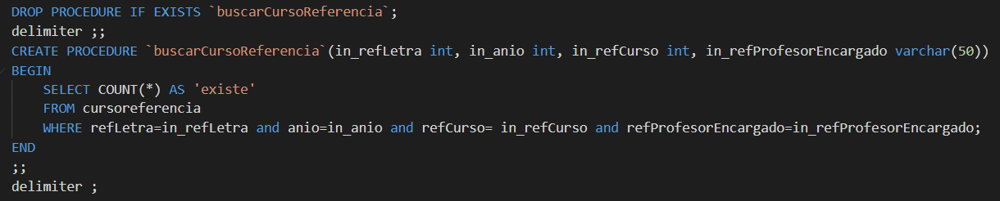 DROP PROCEDURE IF EXISTS `buscarCursoReferencia`;
delimiter ;;
CREATE PROCEDURE `buscarCursoReferencia`(in_refLetra int, in_anio int, in_refCurso int, in_refProfesorEncargado varchar(50))
BEGIN
    SELECT COUNT(*) AS 'existe'
    FROM cursoreferencia
    WHERE refLetra=in_refLetra and anio=in_anio and refCurso= in_refCurso and refProfesorEncargado=in_refProfesorEncargado;
END
;;
delimiter ;